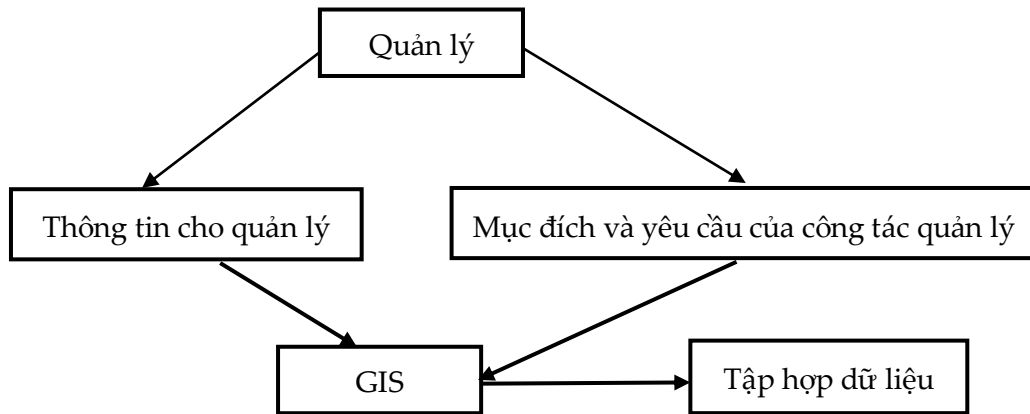 Quản lý
Thông tin cho quản lý
Mục đích và yêu cầu của công tác quản lý
GIS
Tập hợp dữ liệu